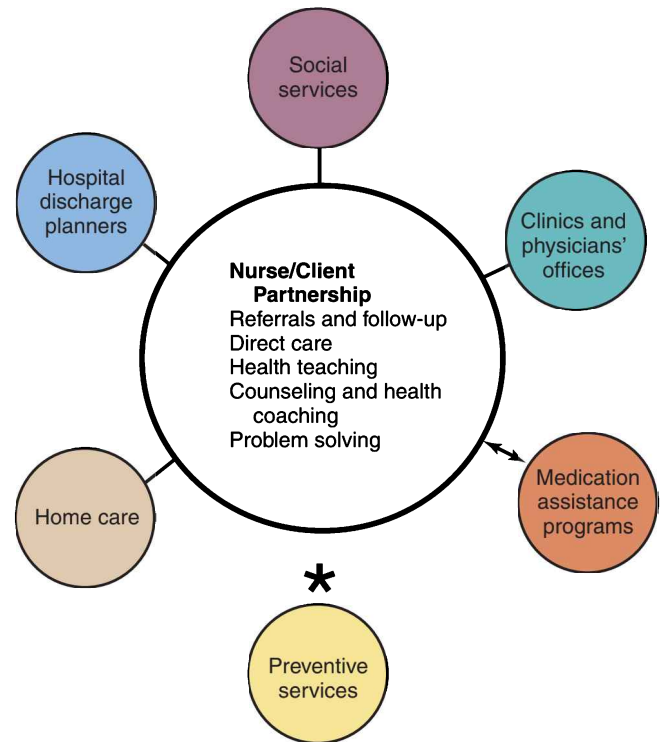 Social
services
Hospital
discharge
planners
Clinics and
physicians’
offices
Nurse/Client
Partnership
Referrals and follow-up
Direct care
Health teaching
Counseling and health
coaching
Problem solving
Medication
assistance
programs
Home care
*
Preventive
services